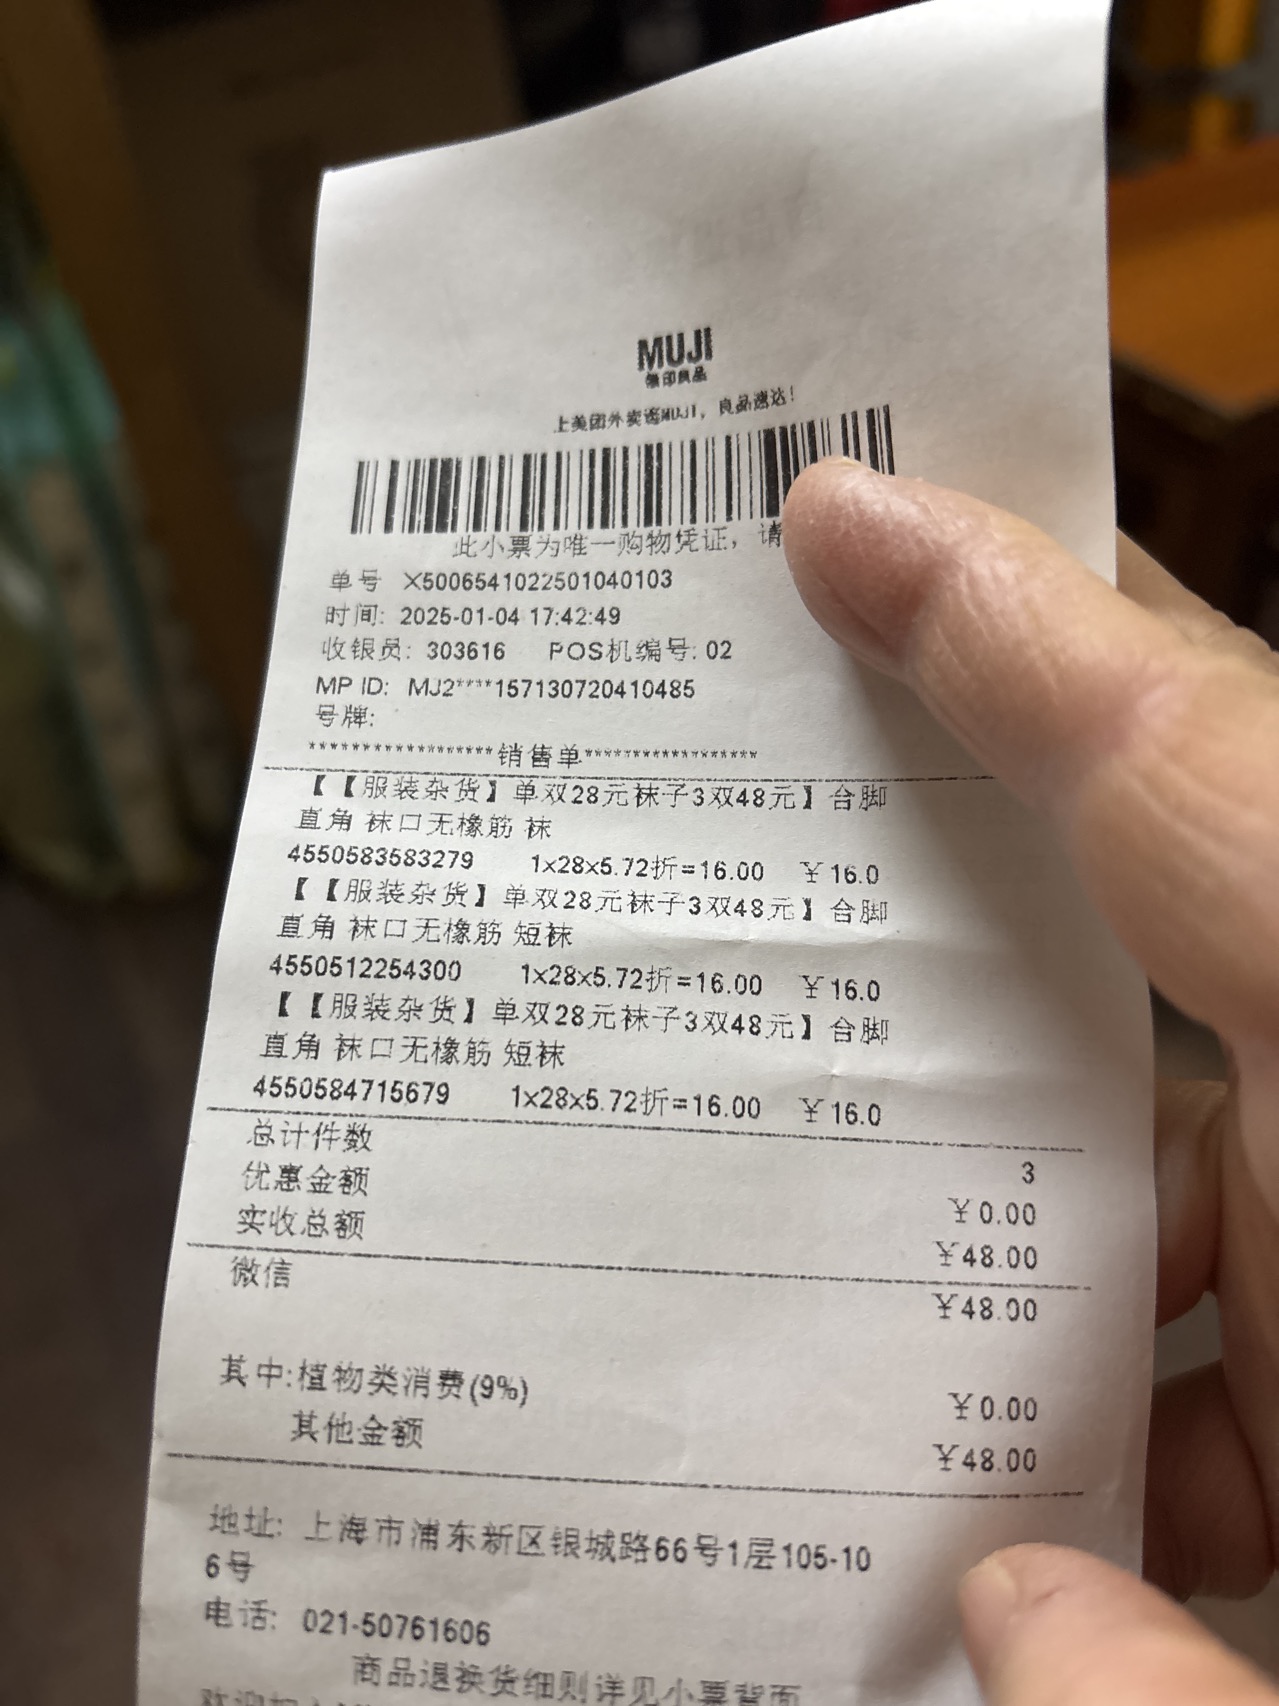 MUJI
無印良品
上美团外卖逛MUJI，良品速达！
此小票为唯一购物凭证，请
单号 X5006541022501040103
时间: 2025-01-04 17:42:49
收银员: 303616 POS机编号: 02
MP ID: MJ2****157130720410485
号牌:
******************销售单******************
【【服装杂货】单双28元袜子3双48元】合脚
直角 袜口无橡筋 袜
4550583583279 1x28x5.72折=16.00 ￥16.0
【【服装杂货】单双28元袜子3双48元】合脚
直角 袜口无橡筋 短袜
4550512254300 1x28x5.72折=16.00 ￥16.0
【【服装杂货】单双28元袜子3双48元】合脚
直角 袜口无橡筋 短袜
4550584715679 1x28x5.72折=16.00 ￥16.0
总计件数 3
优惠金额 ￥0.00
实收总额 ￥48.00
微信 ￥48.00
其中:植物类消费(9%) ￥0.00
其他金额 ￥48.00
地址: 上海市浦东新区银城路66号1层105-10
6号
电话: 021-50761606
商品退换货细则详见小票背面